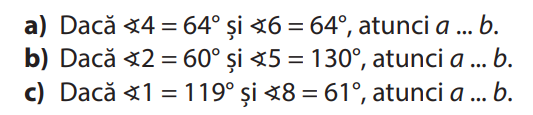 a) Dacă ∢4 = 64° și ∢6 = 64°, atunci a ... b.
b) Dacă ∢2 = 60° și ∢5 = 130°, atunci a ... b.
c) Dacă ∢1 = 119° și ∢8 = 61°, atunci a ... b.